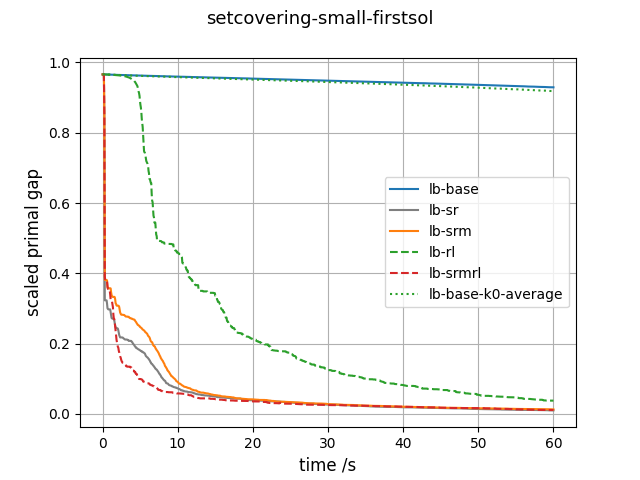 setcovering-small-firstsol
scaled primal gap
1.0
0.8
0.6
0.4
0.2
0.0
lb-base
lb-sr
lb-srm
lb-rl
lb-srmrl
lb-base-k0-average
0 10 20 30 40 50 60
time /s